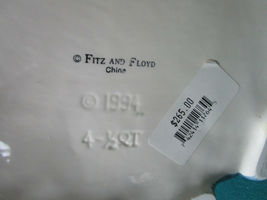 © FITZ AND FLOYD
China
© 1994
4-½QT
$265.00